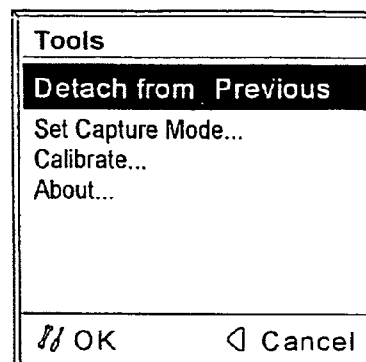 Tools
Detach from Previous
Set Capture Mode...
Calibrate...
About...
OK Cancel